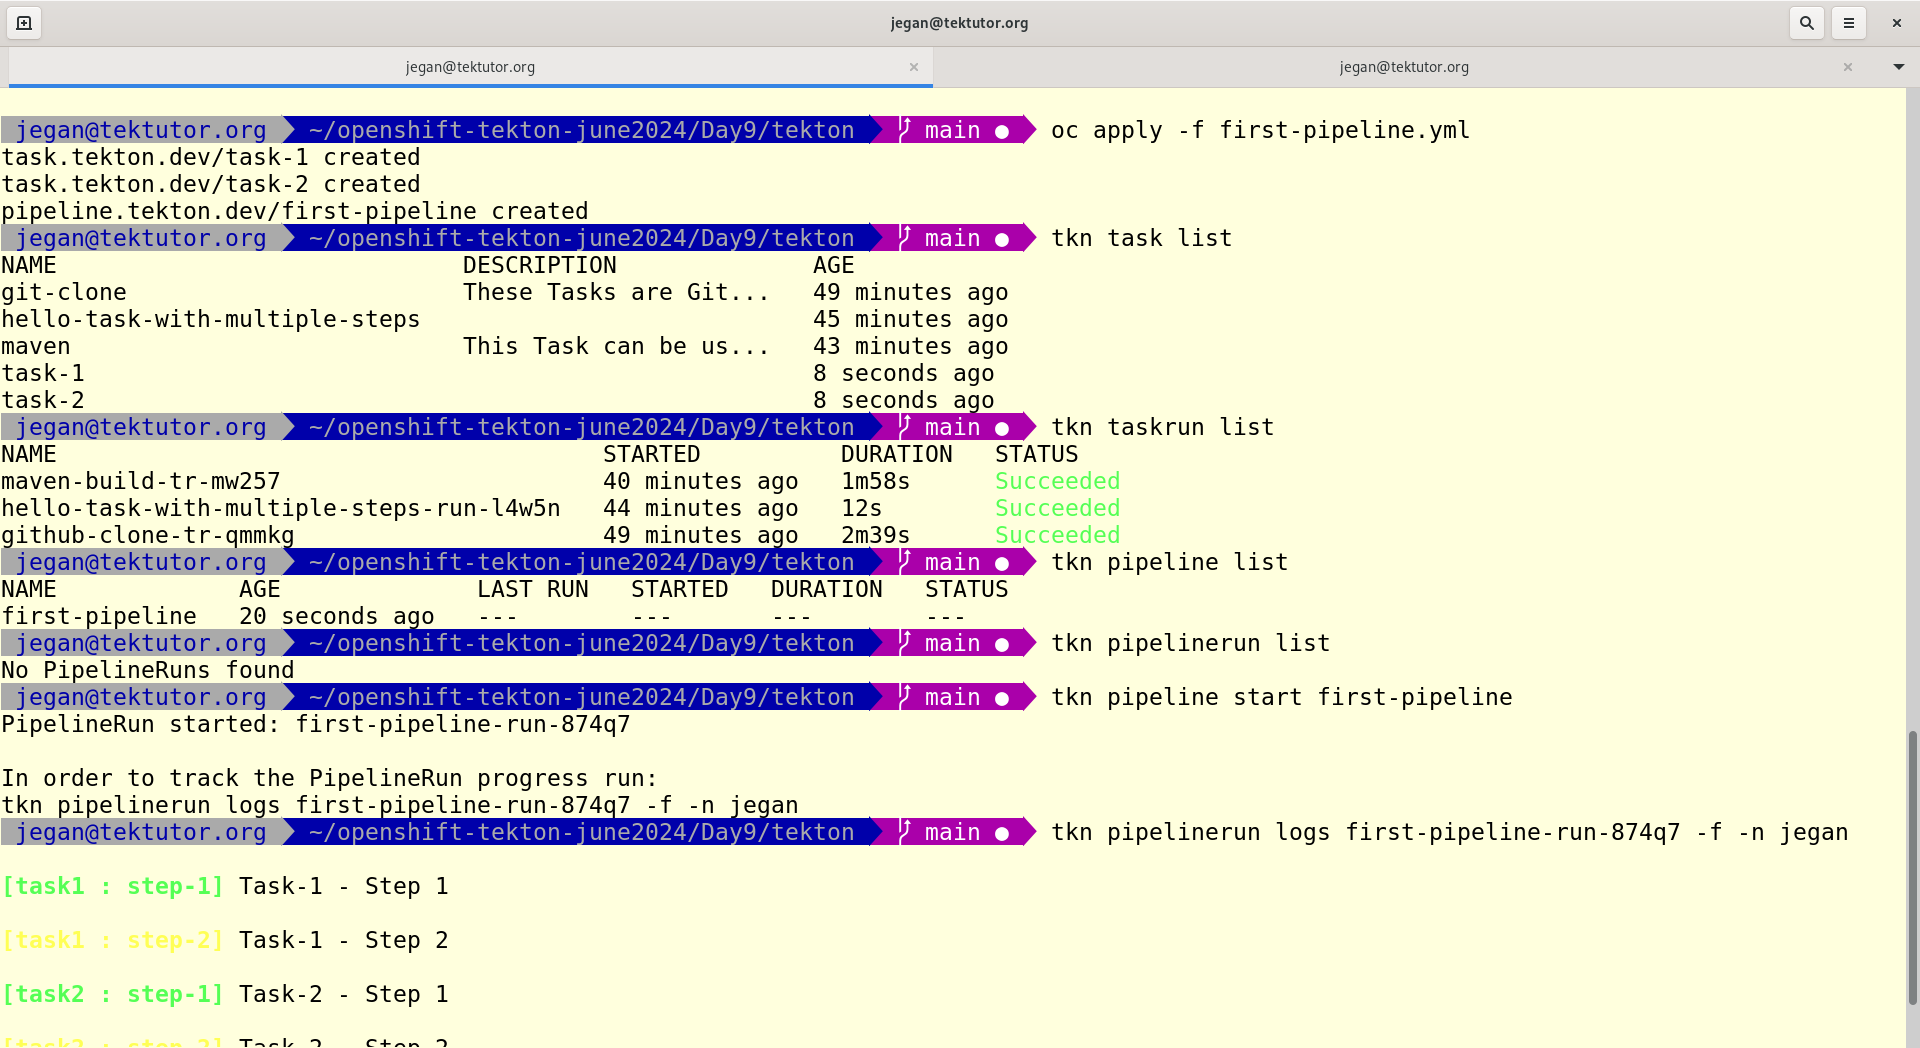 jegan@tektutor.org
jegan@tektutor.org jegan@tektutor.org
jegan@tektutor.org ~/openshift-tekton-june2024/Day9/tekton main ● oc apply -f first-pipeline.yml
task.tekton.dev/task-1 created
task.tekton.dev/task-2 created
pipeline.tekton.dev/first-pipeline created
jegan@tektutor.org ~/openshift-tekton-june2024/Day9/tekton main ● tkn task list
NAME DESCRIPTION AGE
git-clone These Tasks are Git... 49 minutes ago
hello-task-with-multiple-steps 45 minutes ago
maven This Task can be us... 43 minutes ago
task-1 8 seconds ago
task-2 8 seconds ago
jegan@tektutor.org ~/openshift-tekton-june2024/Day9/tekton main ● tkn taskrun list
NAME STARTED DURATION STATUS
maven-build-tr-mw257 40 minutes ago 1m58s Succeeded
hello-task-with-multiple-steps-run-l4w5n 44 minutes ago 12s Succeeded
github-clone-tr-qmmkg 49 minutes ago 2m39s Succeeded
jegan@tektutor.org ~/openshift-tekton-june2024/Day9/tekton main ● tkn pipeline list
NAME AGE LAST RUN STARTED DURATION STATUS
first-pipeline 20 seconds ago --- --- --- ---
jegan@tektutor.org ~/openshift-tekton-june2024/Day9/tekton main ● tkn pipelinerun list
No PipelineRuns found
jegan@tektutor.org ~/openshift-tekton-june2024/Day9/tekton main ● tkn pipeline start first-pipeline
PipelineRun started: first-pipeline-run-874q7
In order to track the PipelineRun progress run:
tkn pipelinerun logs first-pipeline-run-874q7 -f -n jegan
jegan@tektutor.org ~/openshift-tekton-june2024/Day9/tekton main ● tkn pipelinerun logs first-pipeline-run-874q7 -f -n jegan
[task1 : step-1] Task-1 - Step 1
[task1 : step-2] Task-1 - Step 2
[task2 : step-1] Task-2 - Step 1
[task2 : step-2] Task-2 - Step 2